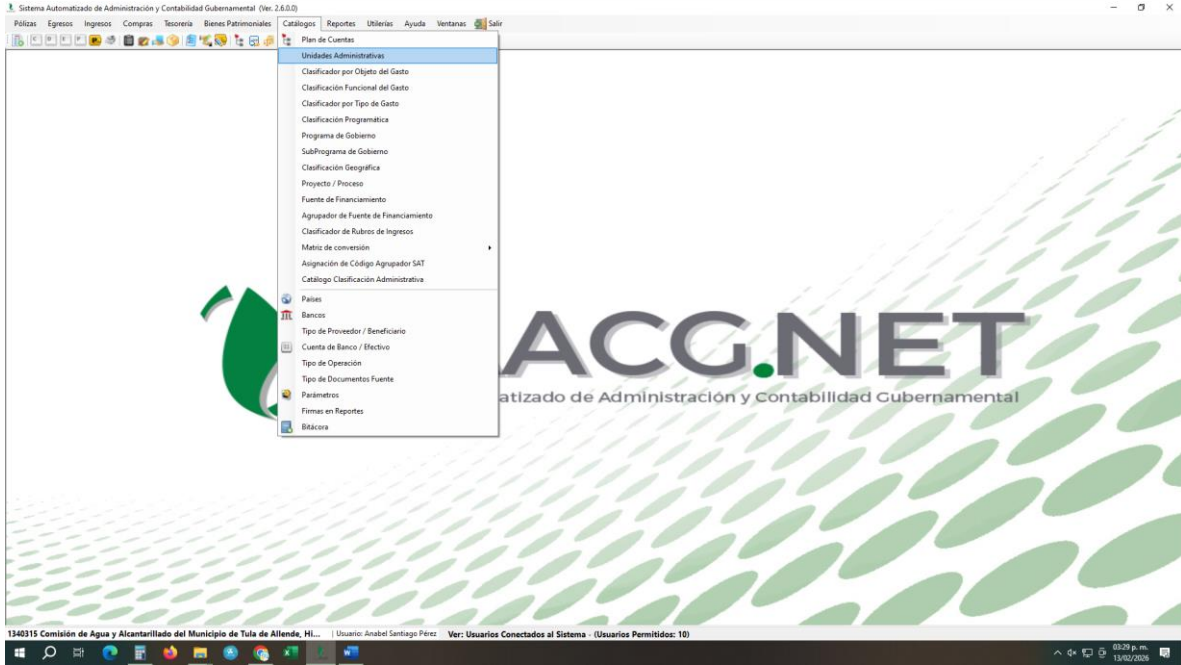 Sistema Automatizado de Administración y Contabilidad Gubernamental (Ver. 2.6.0.0)
Pólizas Egresos Ingresos Compras Tesorería Bienes Patrimoniales Catálogos Reportes Utilerías Ayuda Ventanas Salir
Plan de Cuentas
Unidades Administrativas
Clasificador por Objeto del Gasto
Clasificación Funcional del Gasto
Clasificador por Tipo de Gasto
Clasificación Programática
Programa de Gobierno
SubPrograma de Gobierno
Clasificación Geográfica
Proyecto / Proceso
Fuente de Financiamiento
Agrupador de Fuente de Financiamiento
Clasificador de Rubros de Ingresos
Matriz de conversión
Asignación de Código Agrupador SAT
Catálogo Clasificación Administrativa
Países
Bancos
Tipo de Proveedor / Beneficiario
Cuenta de Banco / Efectivo
Tipo de Operación
Tipo de Documentos Fuente
Parámetros
Firmas en Reportes
Bitácora
ACG.NET
atizado de Administración y Contabilidad Gubernamental
1340315 Comisión de Agua y Alcantarillado del Municipio de Tula de Allende, Hi... | Usuario: Anabel Santiago Pérez Ver: Usuarios Conectados al Sistema - (Usuarios Permitidos: 10)
03:29 p. m.
13/02/2026